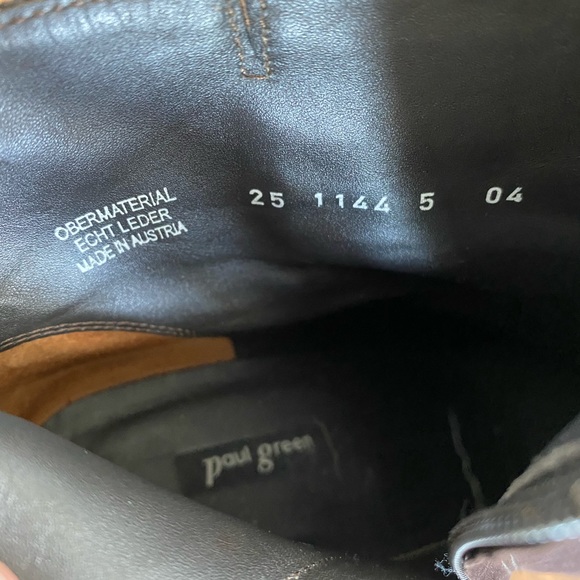 OBERMATERIAL
ECHT LEDER
MADE IN AUSTRIA
25 1144 5 04
paul green